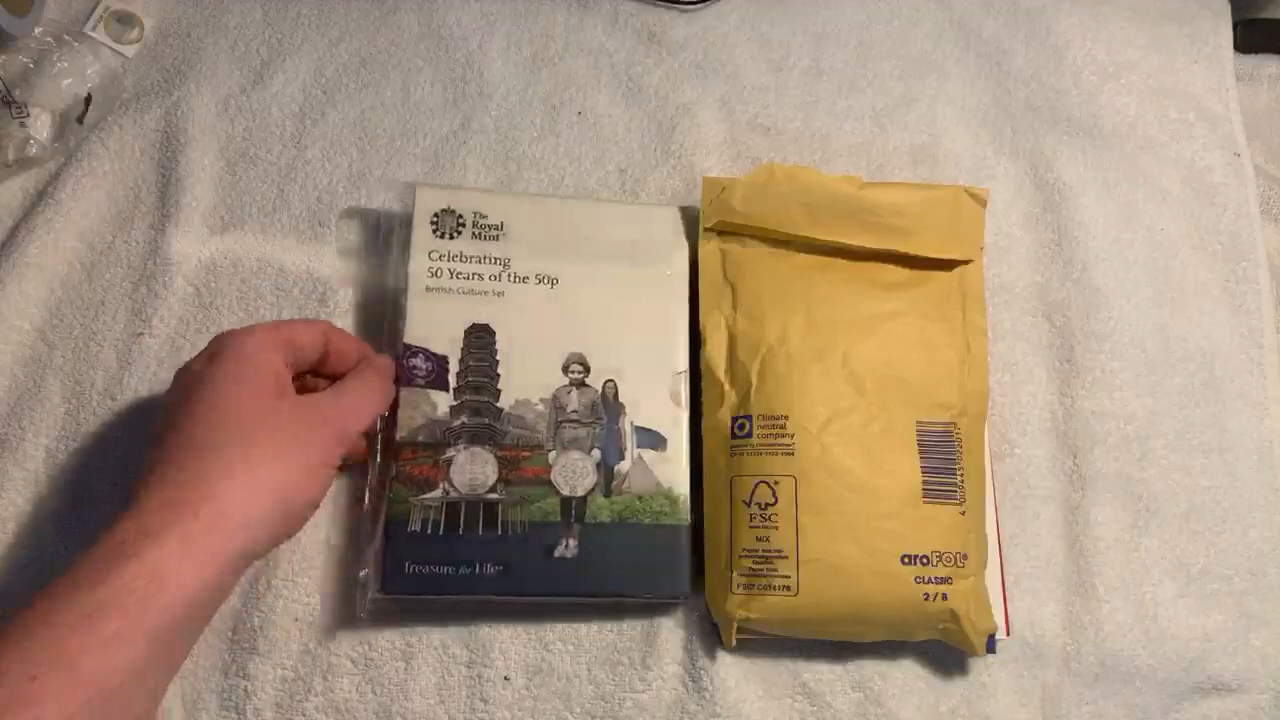 The
Royal
Mint®
Celebrating
50 Years of the 50p
British Culture Set
Treasure for Life™
Climate
neutral
company
FSC
MIX
aroFOL®
CLASSIC
2 / B